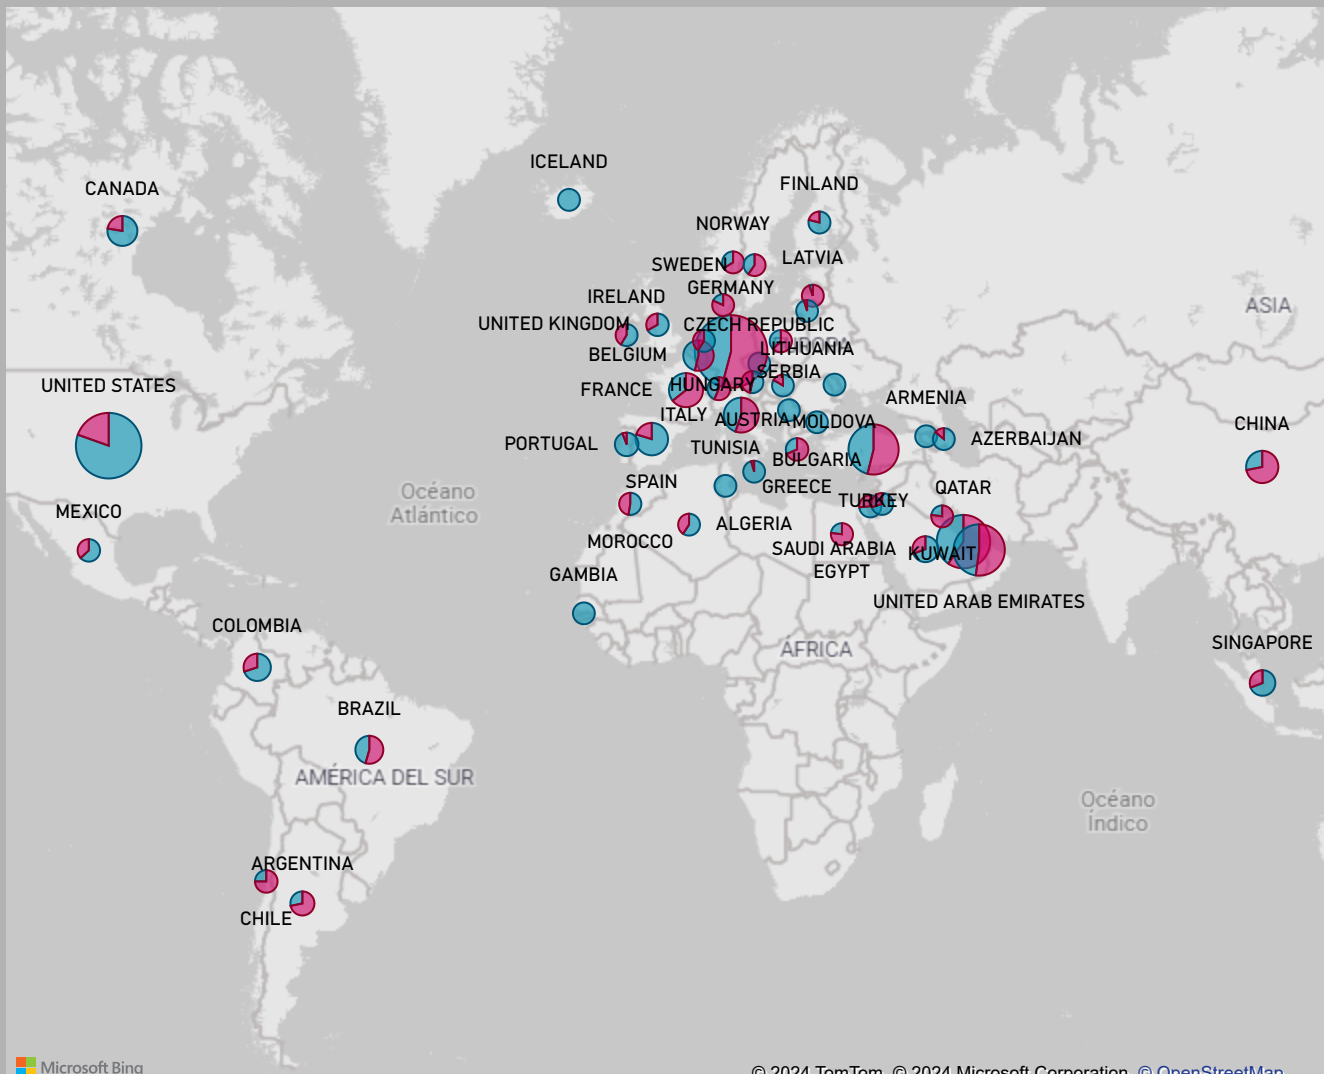 ICELAND
FINLAND
CANADA
NORWAY
LATVIA
SWEDEN
GERMANY
IRELAND
ASIA
UNITED KINGDOM
CZECH REPUBLIC
LITHUANIA
BELGIUM
SERBIA
UNITED STATES
HUNGARY
FRANCE
ARMENIA
ITALY
AUSTRIA
MOLDOVA
CHINA
PORTUGAL
AZERBAIJAN
TUNISIA
BULGARIA
SPAIN
GREECE
QATAR
Océano
Atlántico
TURKEY
MEXICO
ALGERIA
MOROCCO
SAUDI ARABIA
KUWAIT
EGYPT
GAMBIA
UNITED ARAB EMIRATES
COLOMBIA
ÁFRICA
SINGAPORE
BRAZIL
AMÉRICA DEL SUR
Océano
Índico
ARGENTINA
CHILE
Microsoft Bing
© 2024 TomTom, © 2024 Microsoft Corporation, © OpenStreetMap